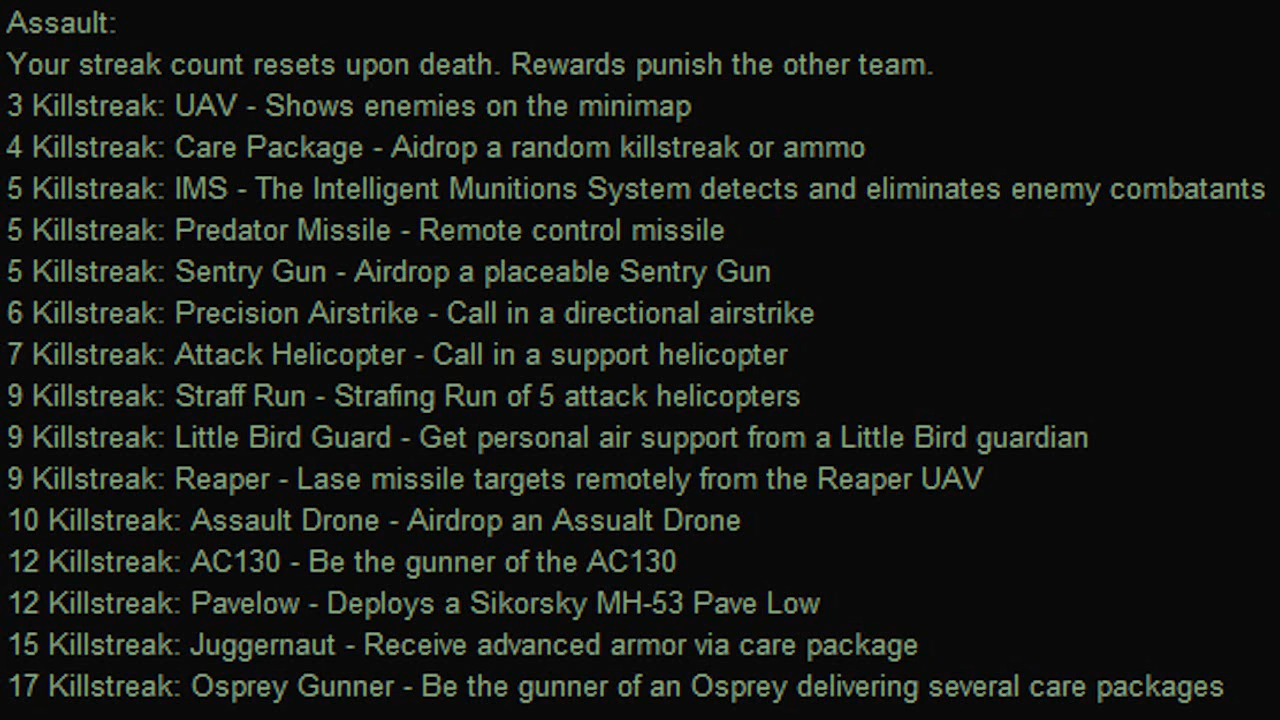 Assault:
Your streak count resets upon death. Rewards punish the other team.
3 Killstreak: UAV - Shows enemies on the minimap
4 Killstreak: Care Package - Aidrop a random killstreak or ammo
5 Killstreak: IMS - The Intelligent Munitions System detects and eliminates enemy combatants
5 Killstreak: Predator Missile - Remote control missile
5 Killstreak: Sentry Gun - Airdrop a placeable Sentry Gun
6 Killstreak: Precision Airstrike - Call in a directional airstrike
7 Killstreak: Attack Helicopter - Call in a support helicopter
9 Killstreak: Straff Run - Strafing Run of 5 attack helicopters
9 Killstreak: Little Bird Guard - Get personal air support from a Little Bird guardian
9 Killstreak: Reaper - Lase missile targets remotely from the Reaper UAV
10 Killstreak: Assault Drone - Airdrop an Assualt Drone
12 Killstreak: AC130 - Be the gunner of the AC130
12 Killstreak: Pavelow - Deploys a Sikorsky MH-53 Pave Low
15 Killstreak: Juggernaut - Receive advanced armor via care package
17 Killstreak: Osprey Gunner - Be the gunner of an Osprey delivering several care packages